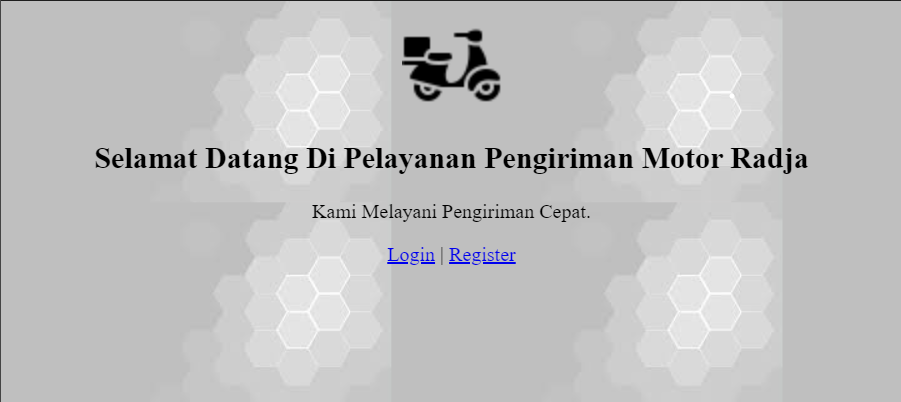 Selamat Datang Di Pelayanan Pengiriman Motor Radja
Kami Melayani Pengiriman Cepat.
Login | Register